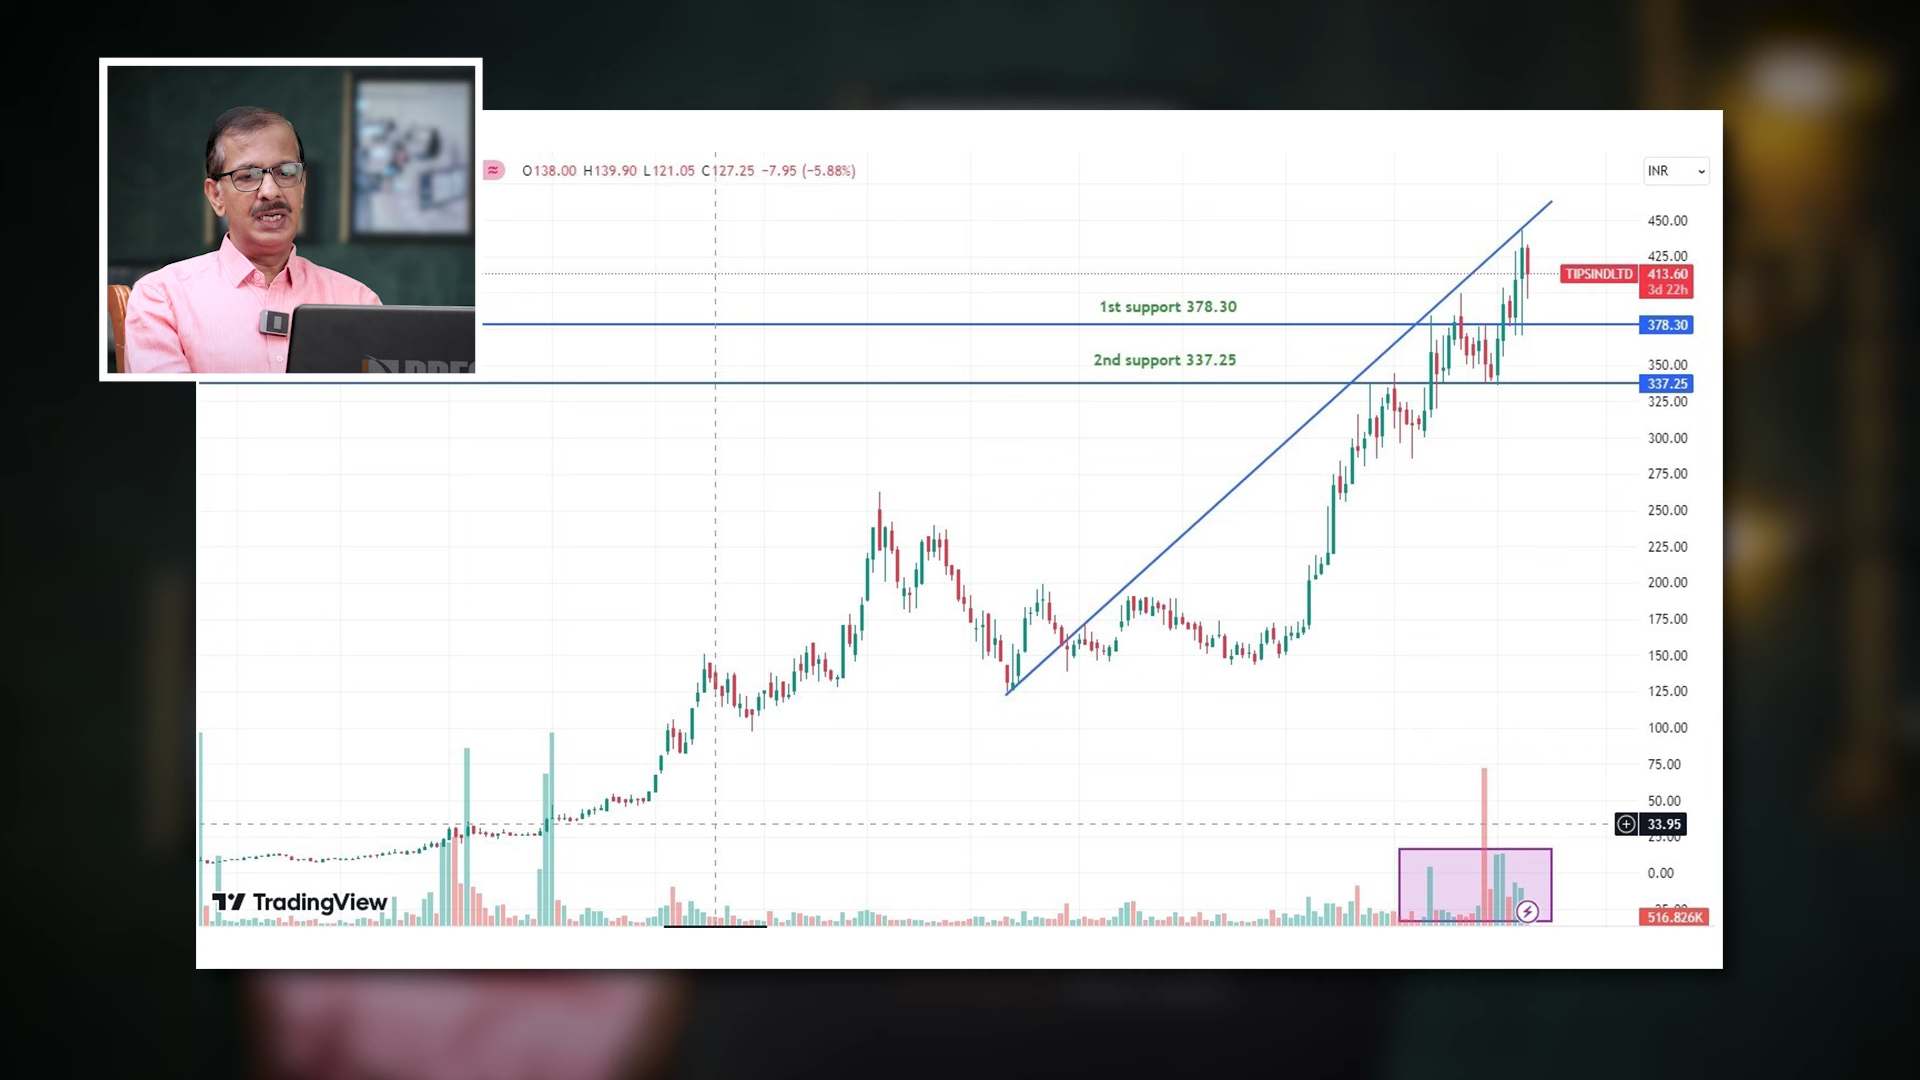 O138.00 H139.90 L121.05 C127.25 −7.95 (−5.88%)
INR
450.00
425.00
TIPSINDLTD 413.60
3d 22h
1st support 378.30
378.30
2nd support 337.25
350.00
337.25
325.00
300.00
275.00
250.00
225.00
200.00
175.00
150.00
125.00
100.00
75.00
50.00
33.95
25.00
0.00
TradingView
516.826K